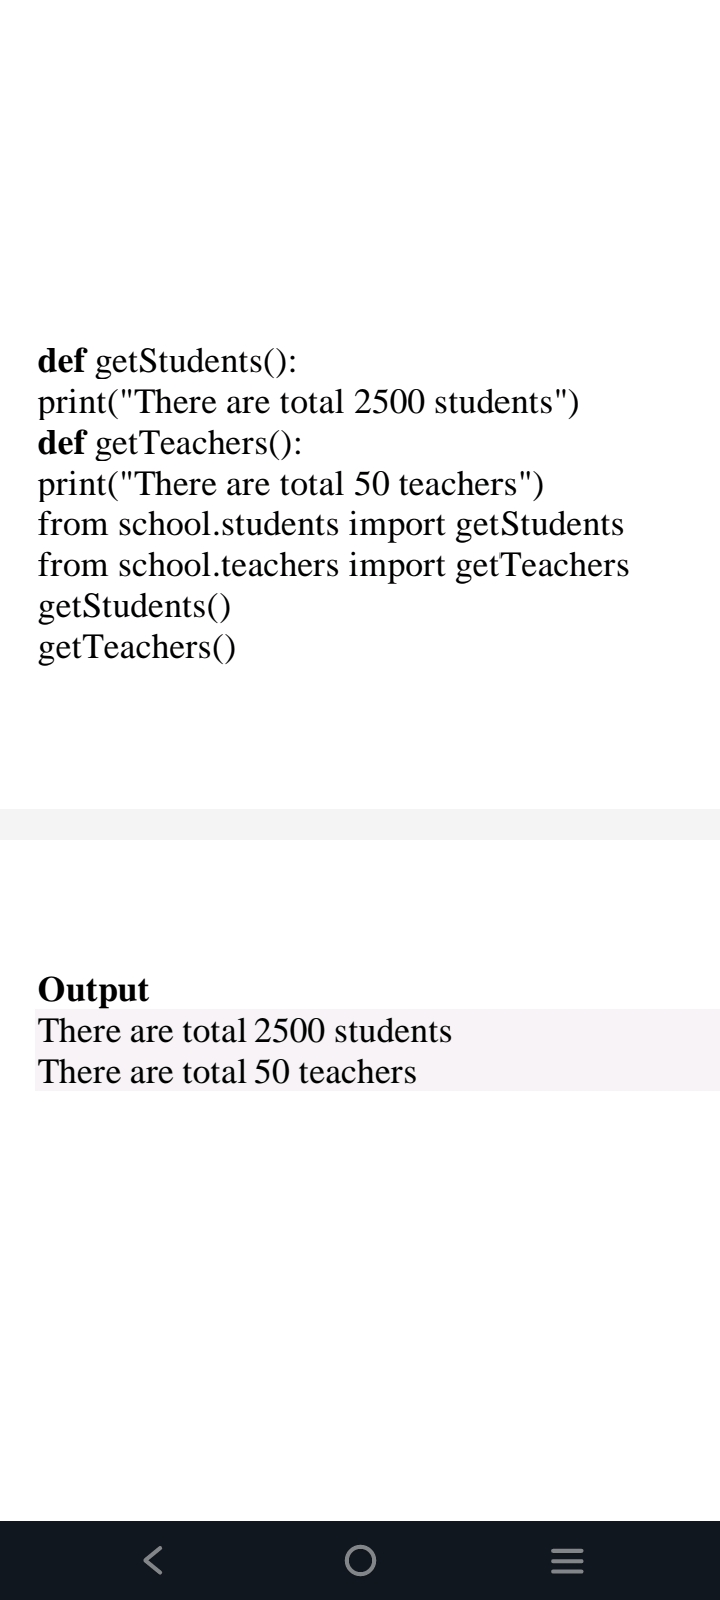 def getStudents():
print("There are total 2500 students")
def getTeachers():
print("There are total 50 teachers")
from school.students import getStudents
from school.teachers import getTeachers
getStudents()
getTeachers()
Output
There are total 2500 students
There are total 50 teachers